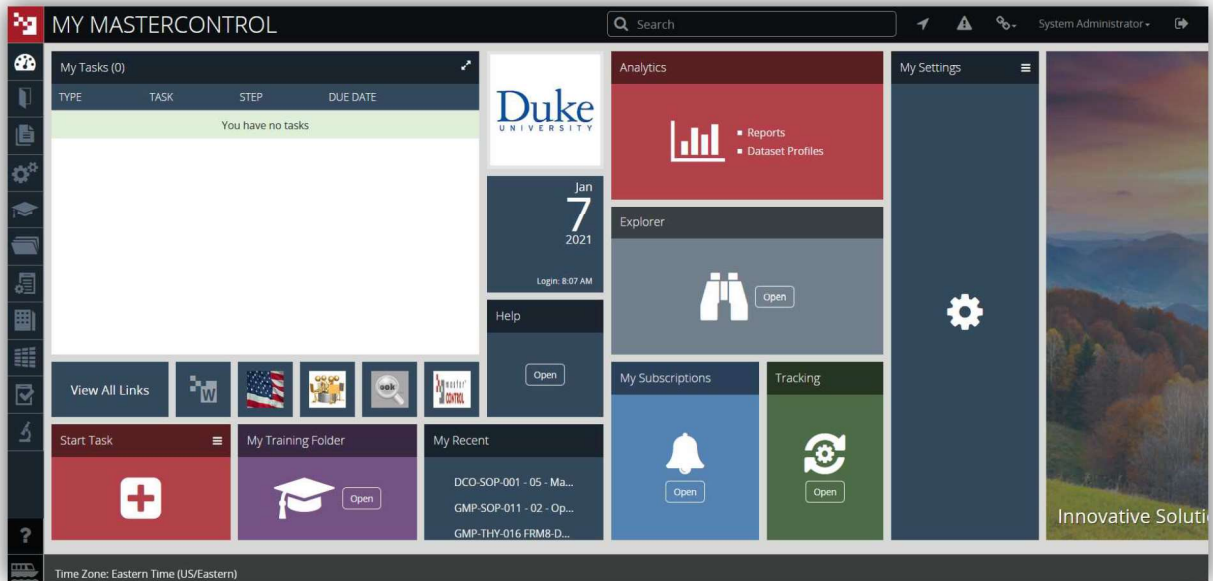 MY MASTERCONTROL
Search
System Administrator
My Tasks (0)
TYPE TASK STEP DUE DATE
You have no tasks
Duke
UNIVERSITY
Jan
7
2021
Login: 8:07 AM
Help
Open
Analytics
Reports
Dataset Profiles
Explorer
Open
My Settings
View All Links
W
ook
master
CONTROL
My Subscriptions
Open
Tracking
Open
Start Task
My Training Folder
Open
My Recent
DCO-SOP-001 - 05 - Ma...
GMP-SOP-011 - 02 - Op...
GMP-THY-016 FRM8-D...
Innovative Soluti
?
Time Zone: Eastern Time (US/Eastern)